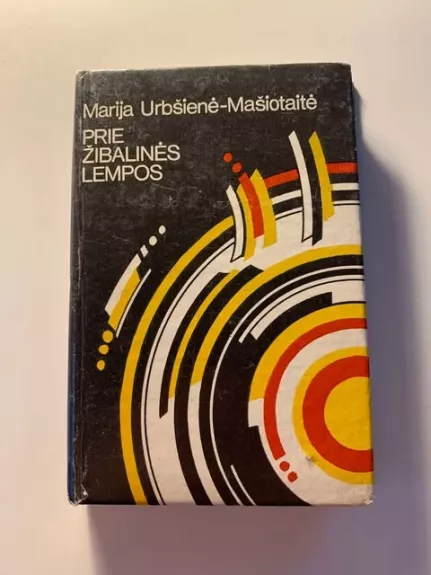 Marija Urbšienė-Mašiotaitė
PRIE
ŽIBALINĖS
LEMPOS